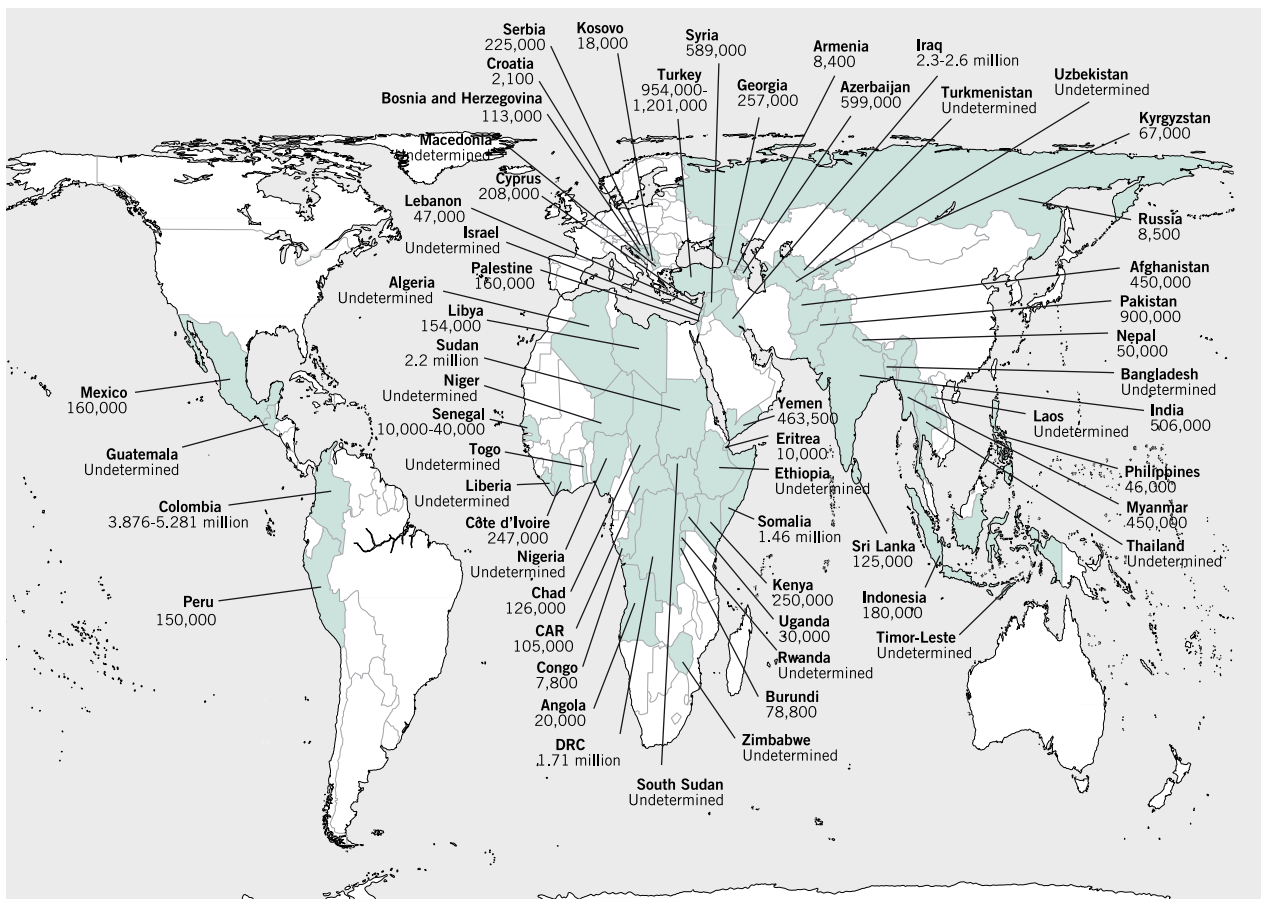 Serbia
225,000
Kosovo
18,000
Syria
589,000
Armenia
8,400
Iraq
2.3-2.6 million
Croatia
2,100
Turkey
954,000-
1,201,000
Georgia
257,000
Azerbaijan
599,000
Turkmenistan
Undetermined
Uzbekistan
Undetermined
Bosnia and Herzegovina
113,000
Kyrgyzstan
67,000
Macedonia
Undetermined
Cyprus
208,000
Lebanon
47,000
Israel
Undetermined
Russia
8,500
Palestine
160,000
Afghanistan
450,000
Algeria
Undetermined
Pakistan
900,000
Libya
154,000
Nepal
50,000
Sudan
2.2 million
Bangladesh
Undetermined
Mexico
160,000
Niger
Undetermined
Yemen
463,500
Laos
Undetermined
India
506,000
Senegal
10,000-40,000
Eritrea
10,000
Guatemala
Undetermined
Togo
Undetermined
Ethiopia
Undetermined
Philippines
46,000
Liberia
Undetermined
Colombia
3.876-5.281 million
Myanmar
450,000
Côte d'Ivoire
247,000
Somalia
1.46 million
Sri Lanka
125,000
Thailand
Undetermined
Nigeria
Undetermined
Chad
126,000
Kenya
250,000
Indonesia
180,000
Peru
150,000
Uganda
30,000
CAR
105,000
Timor-Leste
Undetermined
Rwanda
Undetermined
Congo
7,800
Burundi
78,800
Angola
20,000
Zimbabwe
Undetermined
DRC
1.71 million
South Sudan
Undetermined